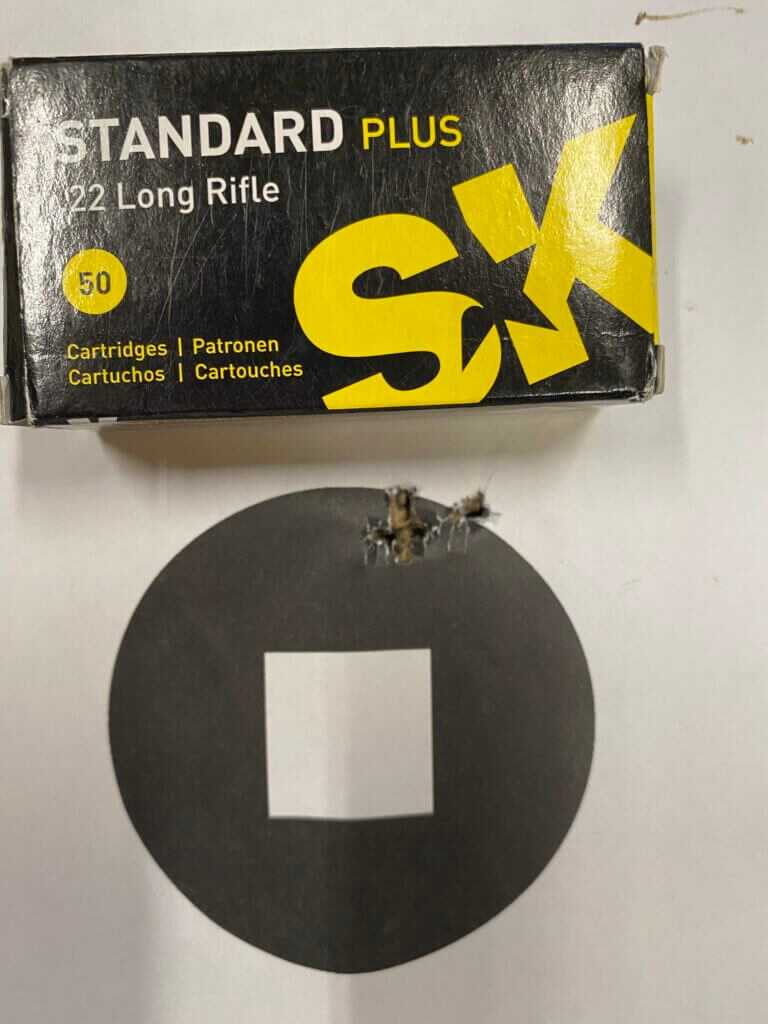 STANDARD PLUS
22 Long Rifle
50
SK
Cartridges | Patronen
Cartuchos | Cartouches